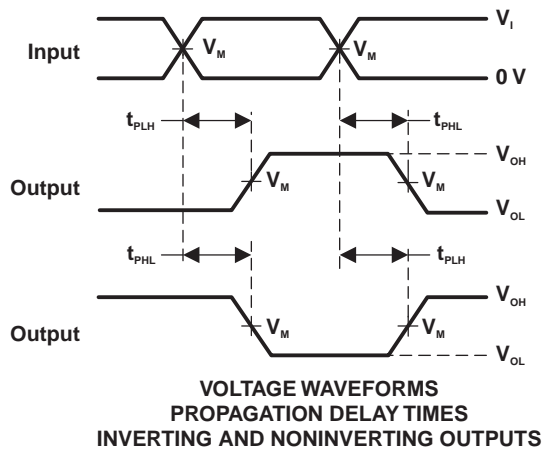 V_I
Input
V_M
V_M
0 V
t_PLH
t_PHL
V_OH
Output
V_M
V_M
V_OL
t_PHL
t_PLH
V_OH
Output
V_M
V_M
V_OL
VOLTAGE WAVEFORMS
PROPAGATION DELAY TIMES
INVERTING AND NONINVERTING OUTPUTS